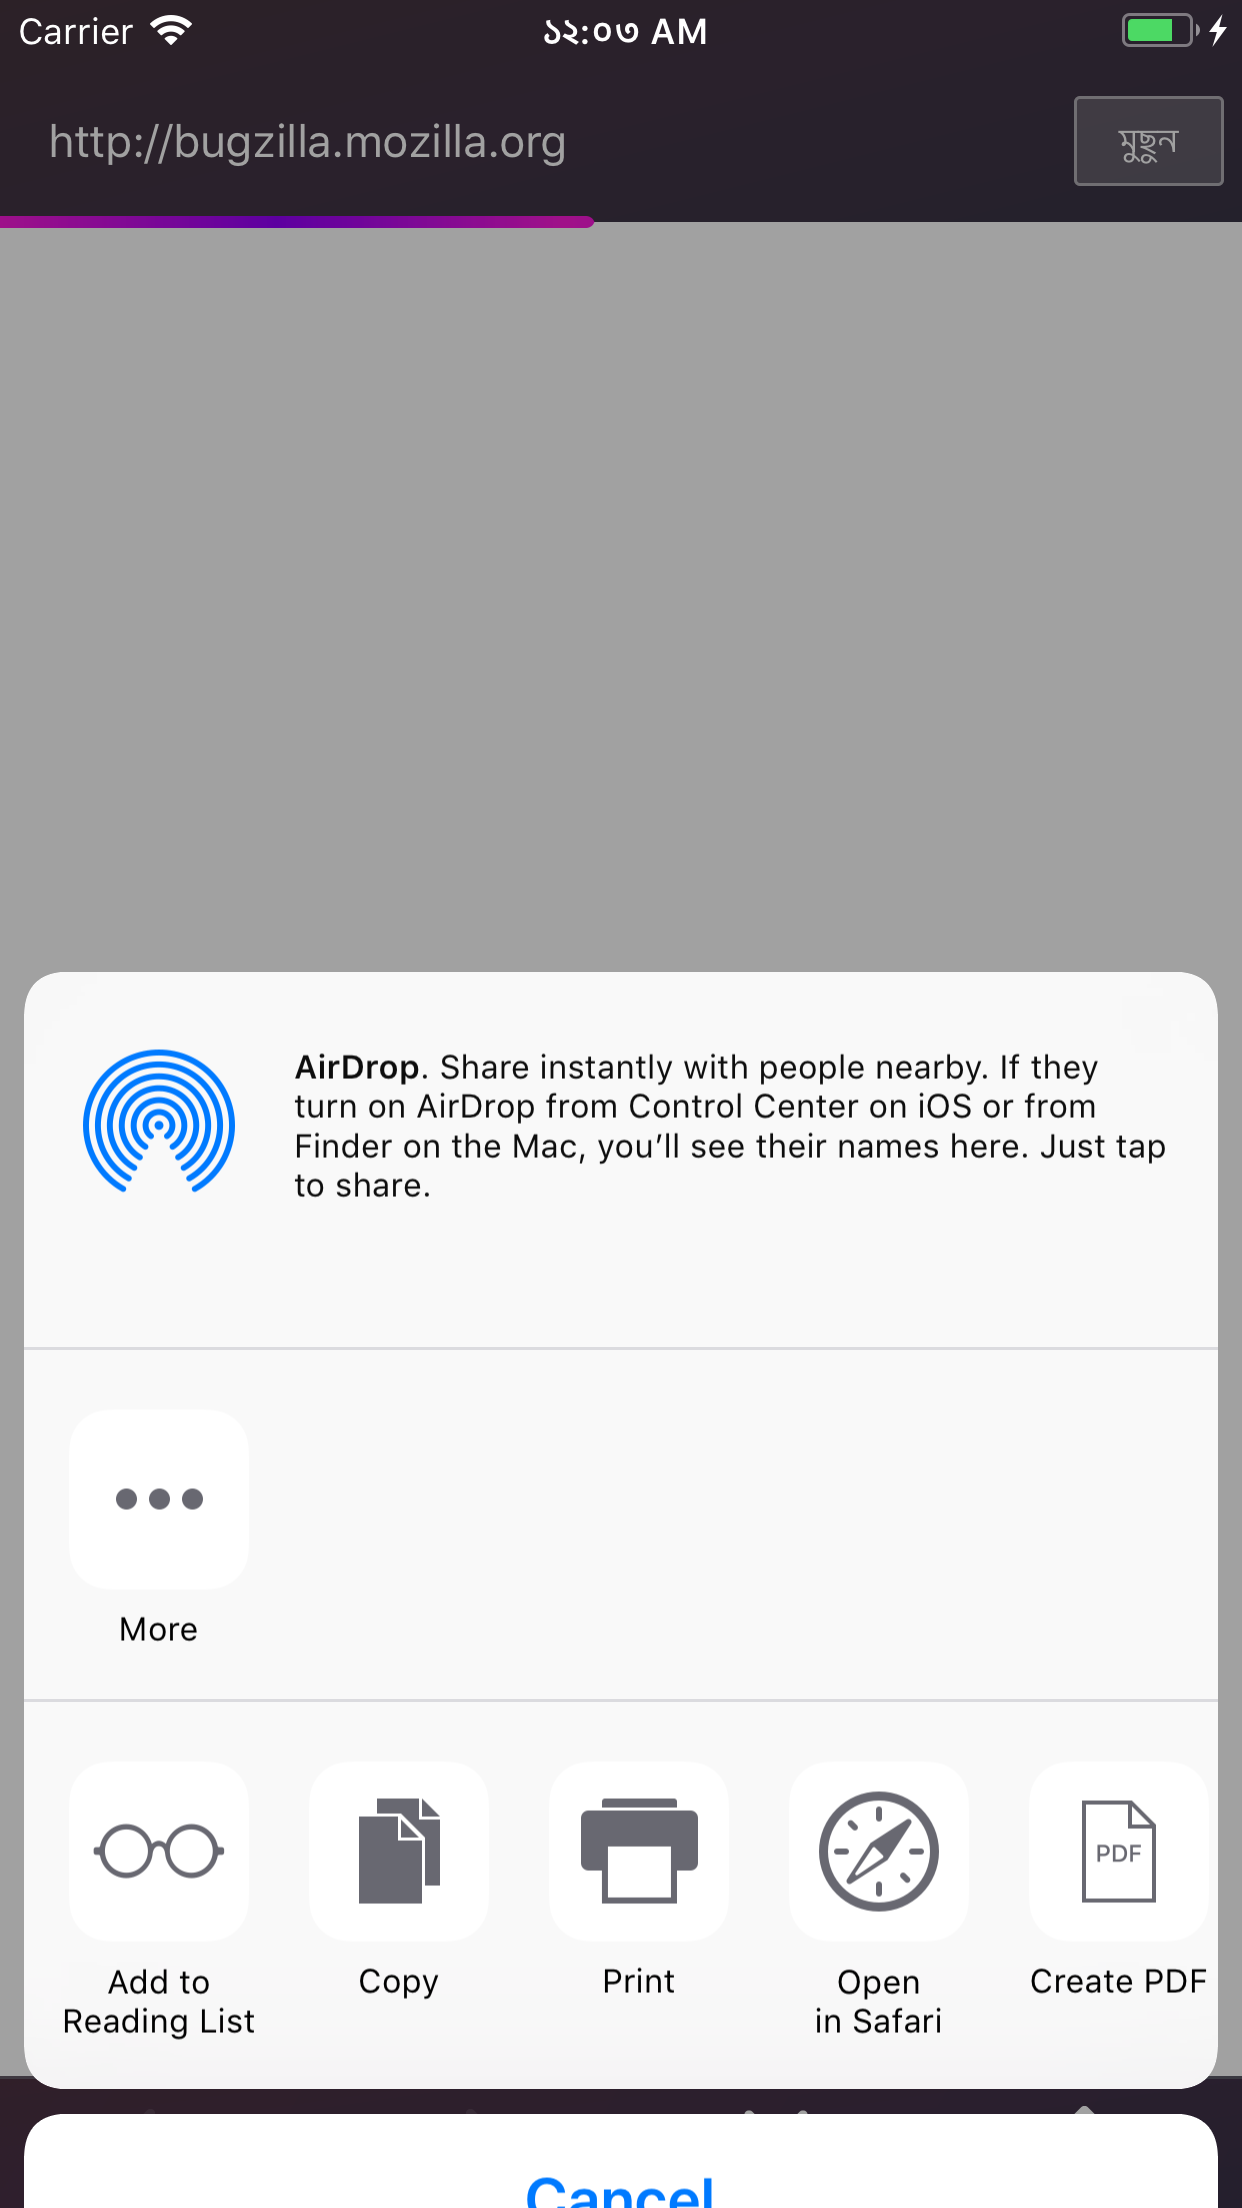 Carrier
১২:০৩ AM
http://bugzilla.mozilla.org
মুছুন
AirDrop. Share instantly with people nearby. If they
turn on AirDrop from Control Center on iOS or from
Finder on the Mac, you’ll see their names here. Just tap
to share.
More
Add to
Reading List
Copy
Print
Open
in Safari
PDF
Create PDF
Cancel